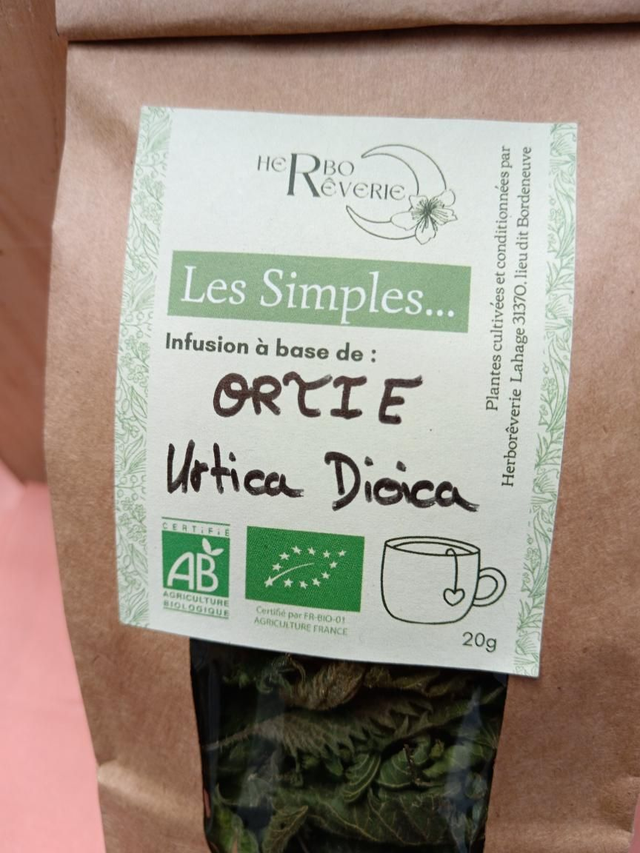 HERBO
RÊVERIE
Les Simples...
Infusion à base de :
ORTIE
Urtica Dioica
CERTIFIÉ
AB
AGRICULTURE
BIOLOGIQUE
Certifié par FR-BIO-01
AGRICULTURE FRANCE
20g
Plantes cultivées et conditionnées par
Herborêverie Lahage 31370. lieu dit Bordeneuve